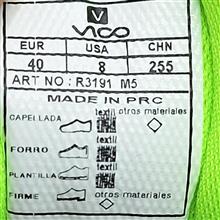 V
VICO
EUR USA CHN
40 8 255
ART NO : R3191 M5
MADE IN PRC
textil otros materiales
CAPELLADA
textil
FORRO
textil
PLANTILLA
textil otros materiales
FIRME